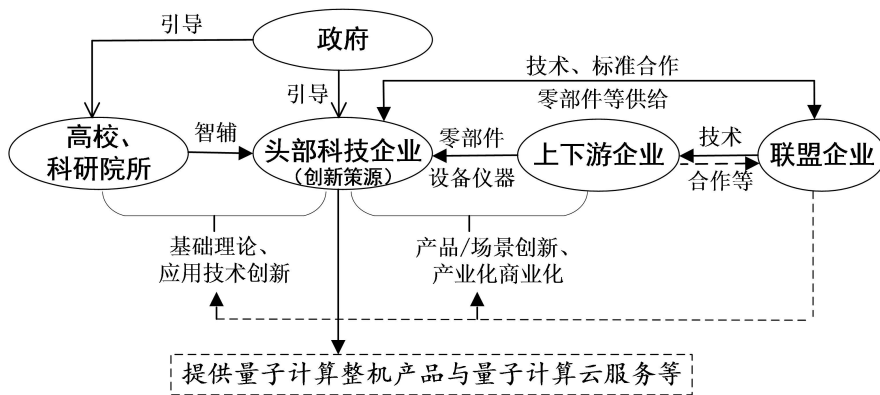 引导
政府
引导
技术、标准合作
零部件等供给
高校、
科研院所
智辅
头部科技企业
（创新策源）
零部件
设备仪器
上下游企业
技术
合作等
联盟企业
基础理论、
应用技术创新
产品/场景创新、
产业化商业化
提供量子计算整机产品与量子计算云服务等